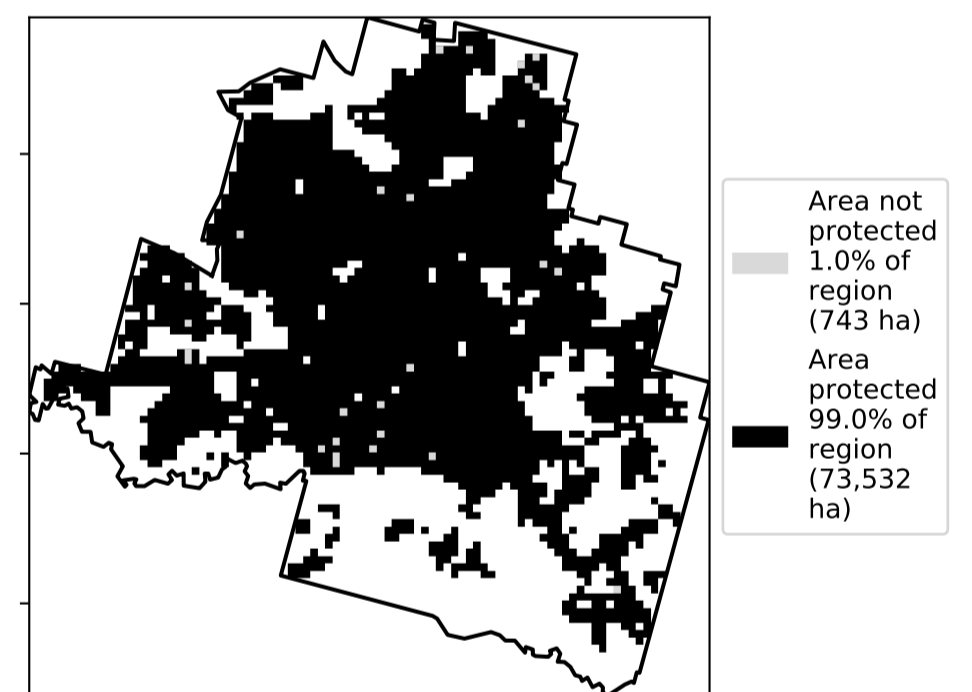 Area not
protected
1.0% of
region
(743 ha)
Area
protected
99.0% of
region
(73,532
ha)